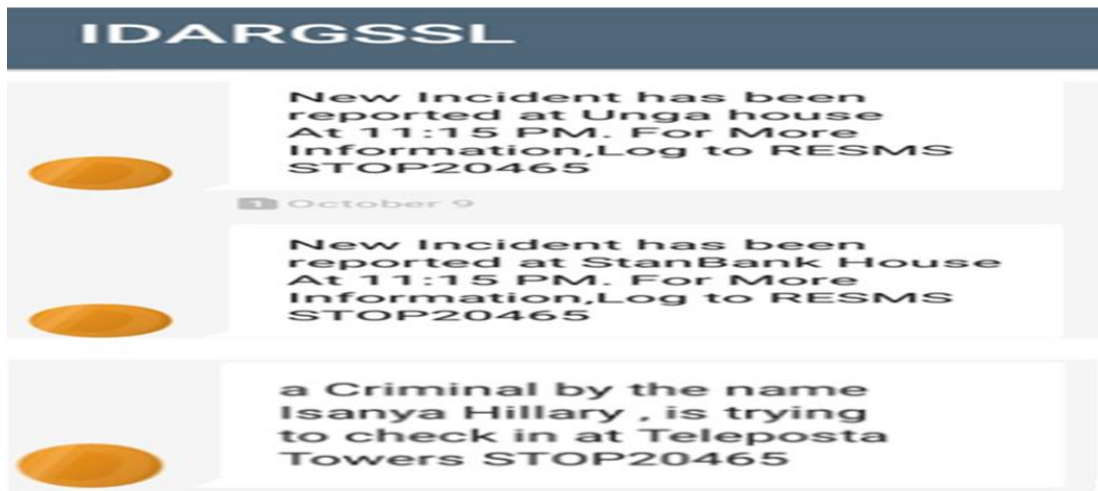 IDARGSSL
New Incident has been
reported at Unga house
At 11:15 PM. For More
Information,Log to RESMS
STOP20465
1 October 9
New Incident has been
reported at StanBank House
At 11:15 PM. For More
Information,Log to RESMS
STOP20465
a Criminal by the name
Isanya Hillary , is trying
to check in at Teleposta
Towers STOP20465